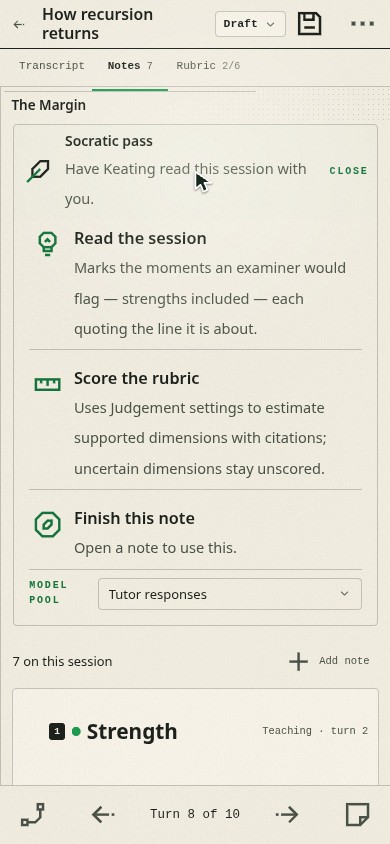 How recursion
returns
Draft
Transcript
Notes 7
Rubric 2/6
The Margin
Socratic pass
Have Keating read this session with
you.
CLOSE
Read the session
Marks the moments an examiner would
flag — strengths included — each
quoting the line it is about.
Score the rubric
Uses Judgement settings to estimate
supported dimensions with citations;
uncertain dimensions stay unscored.
Finish this note
Open a note to use this.
MODEL
POOL
Tutor responses
7 on this session
Add note
1 Strength
Teaching · turn 2
Turn 8 of 10